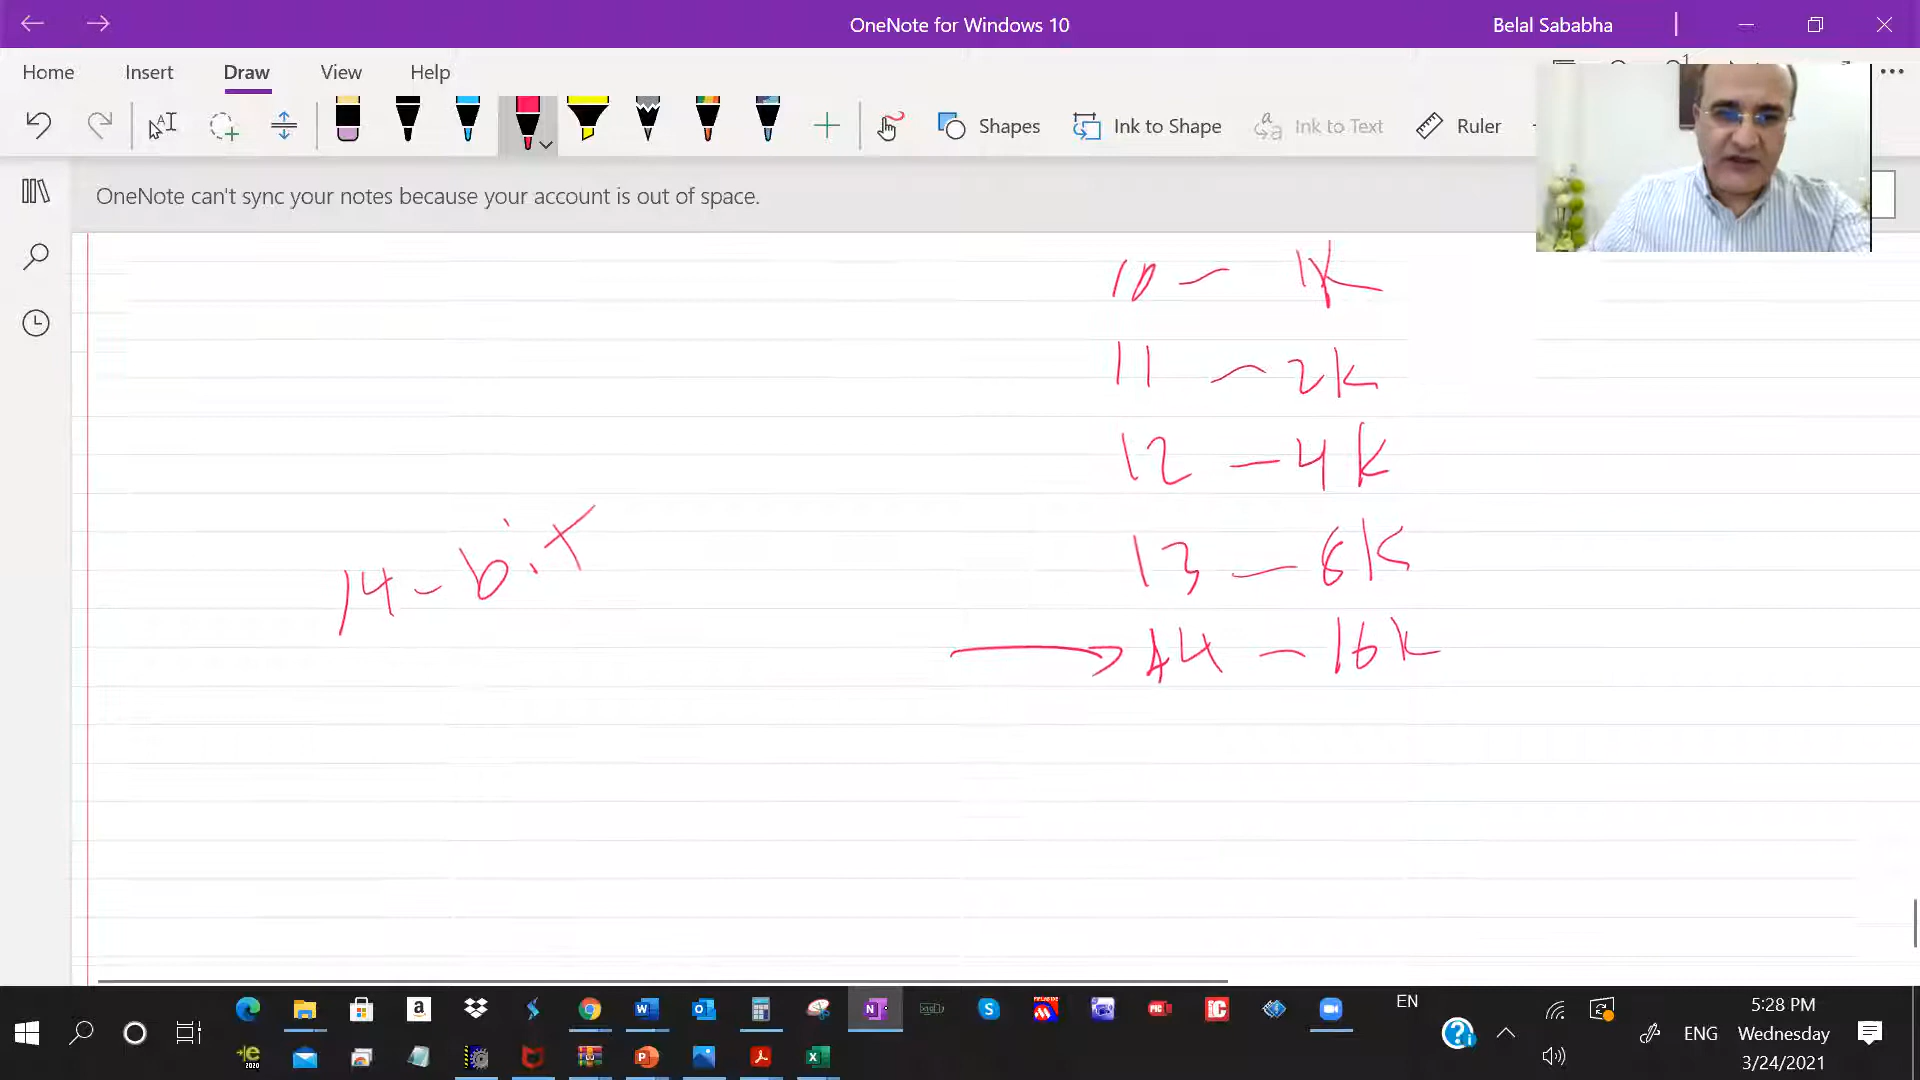 OneNote for Windows 10
Belal Sababha
Home Insert Draw View Help
Shapes Ink to Shape Ink to Text Ruler
OneNote can't sync your notes because your account is out of space.
10 - 1K
11 - 2K
12 - 4K
13 - 8K
14 - 16K
14-bit
EN
5:28 PM
ENG Wednesday
3/24/2021